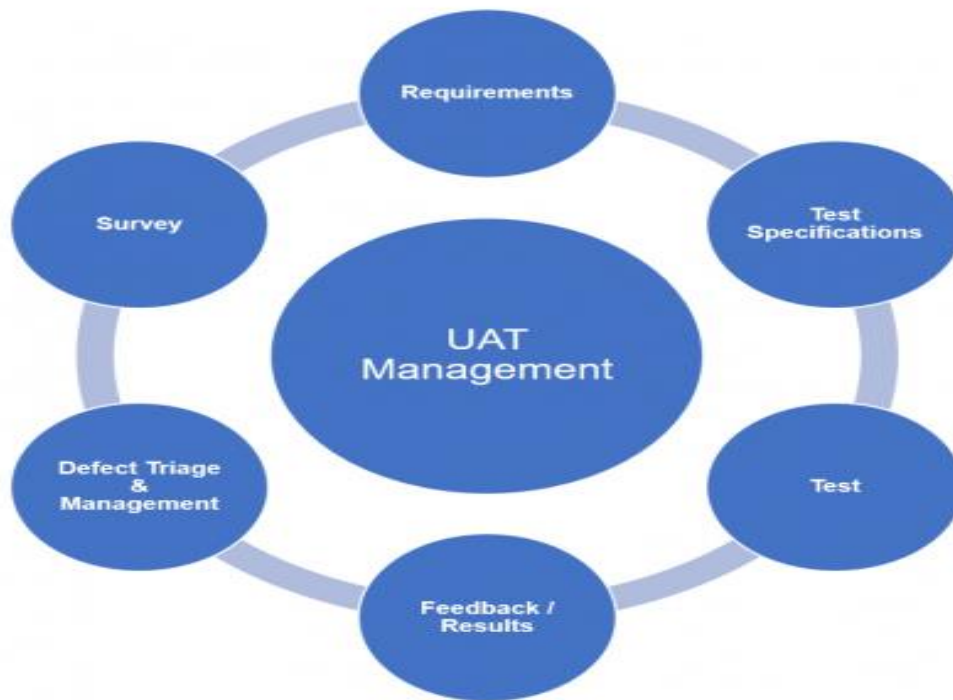 Requirements
Test
Specifications
Test
Feedback /
Results
Defect Triage
&
Management
Survey
UAT
Management